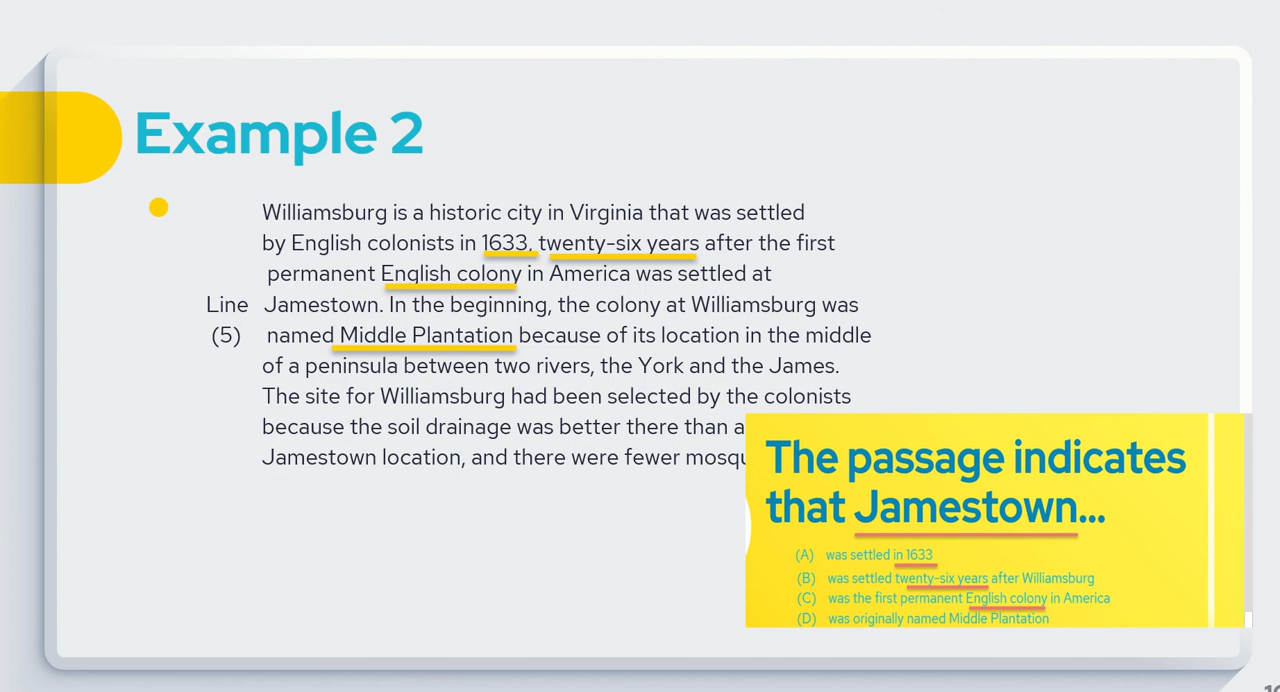 Example 2
Williamsburg is a historic city in Virginia that was settled
by English colonists in 1633, twenty-six years after the first
permanent English colony in America was settled at
Line Jamestown. In the beginning, the colony at Williamsburg was
(5) named Middle Plantation because of its location in the middle
of a peninsula between two rivers, the York and the James.
The site for Williamsburg had been selected by the colonists
because the soil drainage was better there than a
Jamestown location, and there were fewer
The passage indicates
that Jamestown...
(A) was settled in 1633
(B) was settled twenty-six years after Williamsburg
(C) was the first permanent English colony in America
(D) was originally named Middle Plantation